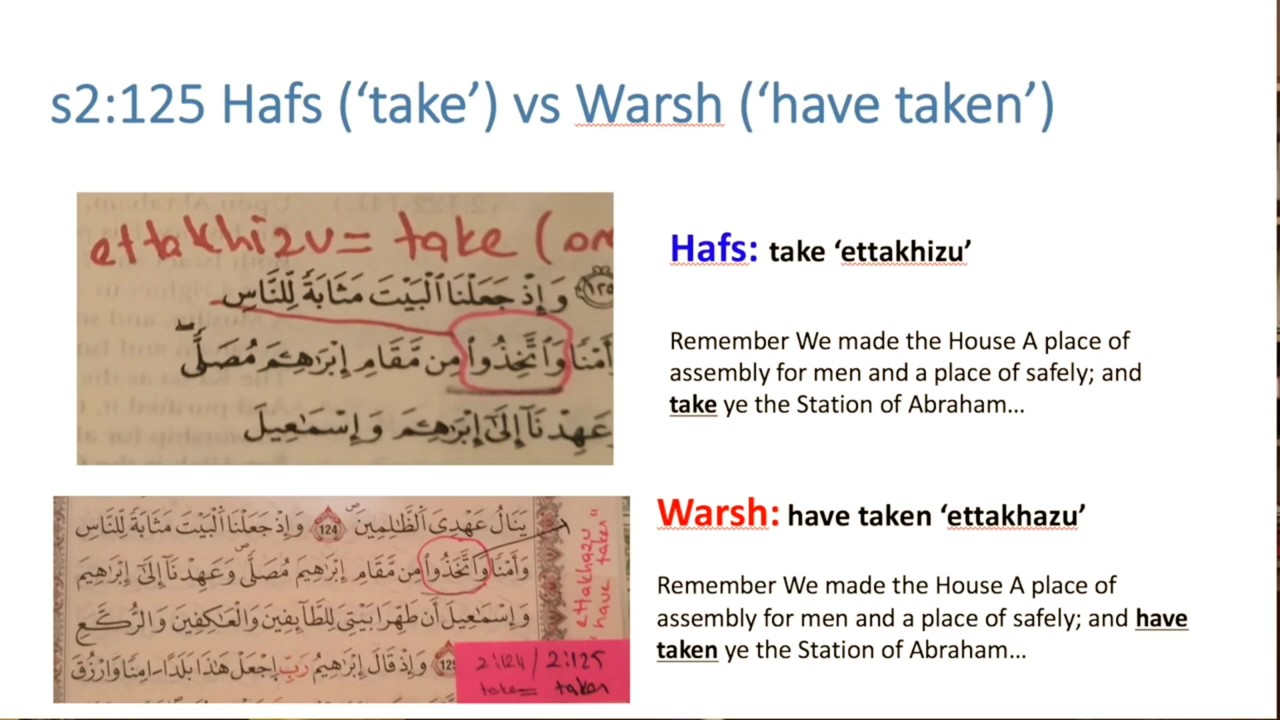 s2:125 Hafs (‘take’) vs Warsh (‘have taken’)
ettakhizu = take (
وَإِذْ جَعَلْنَا ٱلْبَيْتَ مَثَابَةً لِّلنَّاسِ ١٢٥
أَمْنًا وَٱتَّخِذُوا۟ مِن مَّقَامِ إِبْرَٰهِـۧمَ مُصَلًّى
عَهِدْنَآ إِلَىٰٓ إِبْرَٰهِـۧمَ وَإِسْمَـٰعِيلَ
Hafs: take ‘ettakhizu’
Remember We made the House A place of
assembly for men and a place of safely; and
take ye the Station of Abraham...
يَنَالُ عَهْدِى ٱلظَّـٰلِمِينَ 124 وَإِذْ جَعَلْنَا ٱلْبَيْتَ مَثَابَةً لِّلنَّاسِ
وَأَمْنًا وَاتَّخَذُوا۟ مِن مَّقَامِ إِبْرَٰهِيمَ مُصَلًّى وَعَهِدْنَآ إِلَىٰٓ إِبْرَٰهِيمَ
وَإِسْمَـٰعِيلَ أَن طَهِّرَا بَيْتِىَ لِلطَّآئِفِينَ وَالْعَـٰكِفِينَ وَالرُّكَّعِ
125 وَإِذْ قَالَ إِبْرَٰهِيمُ رَبِّ اِجْعَلْ هَـٰذَا بَلَدًا ـ امِنًا وَارْزُقْ
ettakhazu
"have taken"
2:124 / 2:125
take taken
Warsh: have taken ‘ettakhazu’
Remember We made the House A place of
assembly for men and a place of safely; and have
taken ye the Station of Abraham...